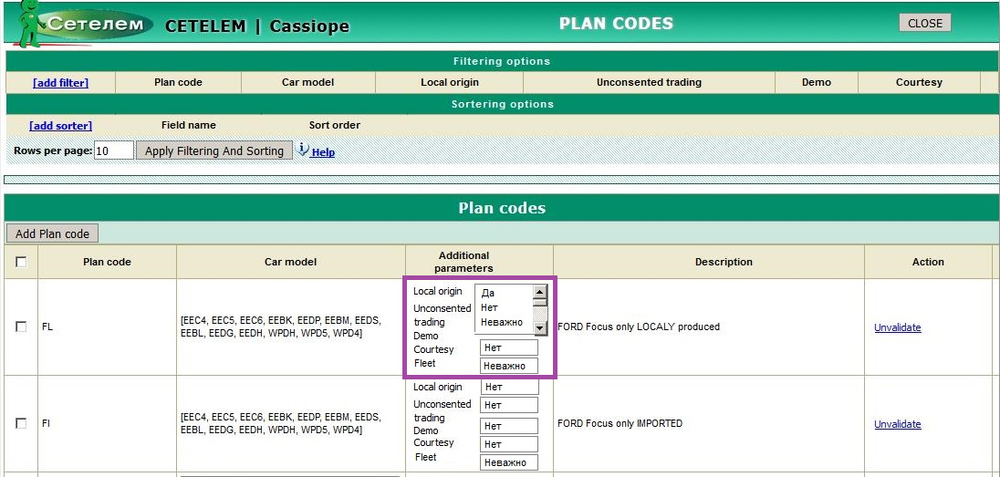 Сетелем CETELEM | Cassiope PLAN CODES CLOSE
Filtering options
[add filter] Plan code Car model Local origin Unconsented trading Demo Courtesy
Sortering options
[add sorter] Field name Sort order
Rows per page: 10 Apply Filtering And Sorting i Help
Plan codes
Add Plan code
Plan code Car model Additional parameters Description Action
FL
[EEC4, EEC5, EEC6, EEBK, EEDP, EEBM, EEDS,
EEBL, EEDG, EEDH, WPDH, WPD5, WPD4]
Local origin Да
Unconsented Нет
trading Неважно
Demo
Courtesy Нет
Fleet Неважно
FORD Focus only LOCALY produced
Unvalidate
FI
[EEC4, EEC5, EEC6, EEBK, EEDP, EEBM, EEDS,
EEBL, EEDG, EEDH, WPDH, WPD5, WPD4]
Local origin Нет
Unconsented Нет
trading
Demo Нет
Courtesy Нет
Fleet Неважно
FORD Focus only IMPORTED
Unvalidate